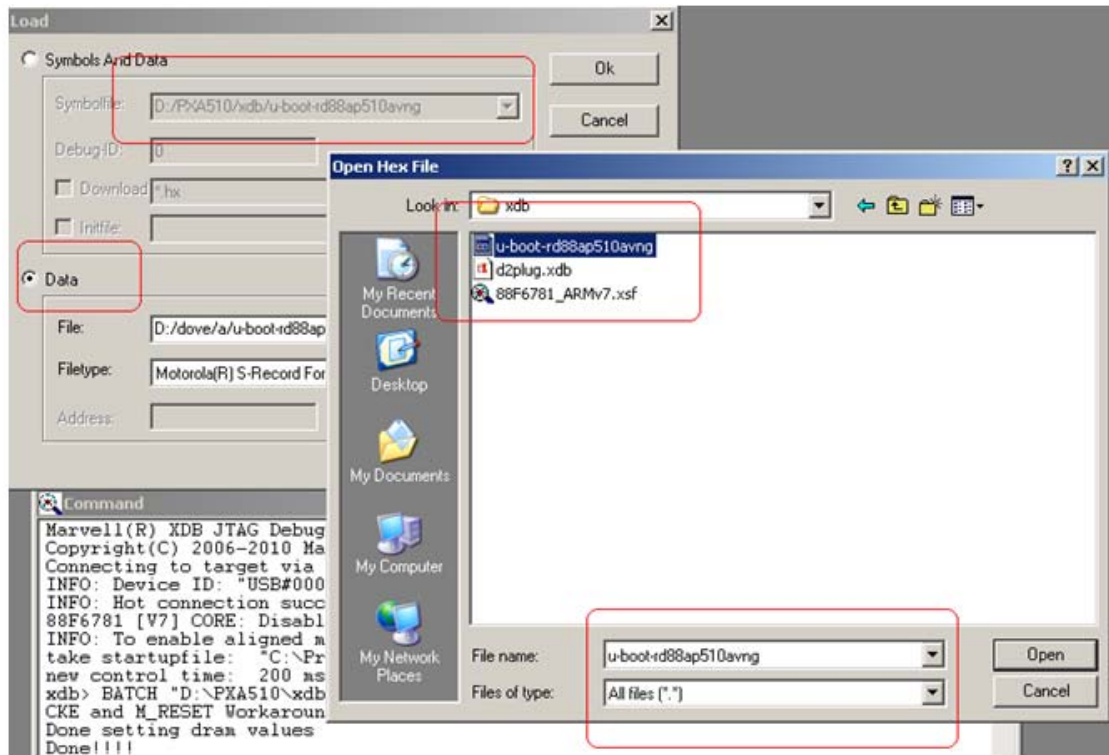 Load
Symbols And Data
Ok
Symbolfile:
D:/PXA510/xdb/u-boot-rd88ap510avng
Cancel
Debug-ID:
0
Download
*.hx
Initfile:
Data
File:
D:/dove/a/u-boot-rd88ap
Filetype:
Motorola(R) S-Record For
Address:
Open Hex File
Look in:
xdb
u-boot-rd88ap510avng
d2plug.xdb
88F6781_ARMv7.xsf
My Recent
Documents
Desktop
My Documents
My Computer
My Network
Places
File name:
u-boot-rd88ap510avng
Open
Files of type:
All files (*.*)
Cancel
Command
Marvell(R) XDB JTAG Debug
Copyright(C) 2006-2010 Ma
Connecting to target via
INFO: Device ID: "USB#000
INFO: Hot connection succ
88F6781 [V7] CORE: Disabl
INFO: To enable aligned m
take startupfile: "C:\Pr
new control time: 200 ms
xdb> BATCH "D:\PXA510\xdb
CKE and M_RESET Workaroun
Done setting dram values
Done!!!!